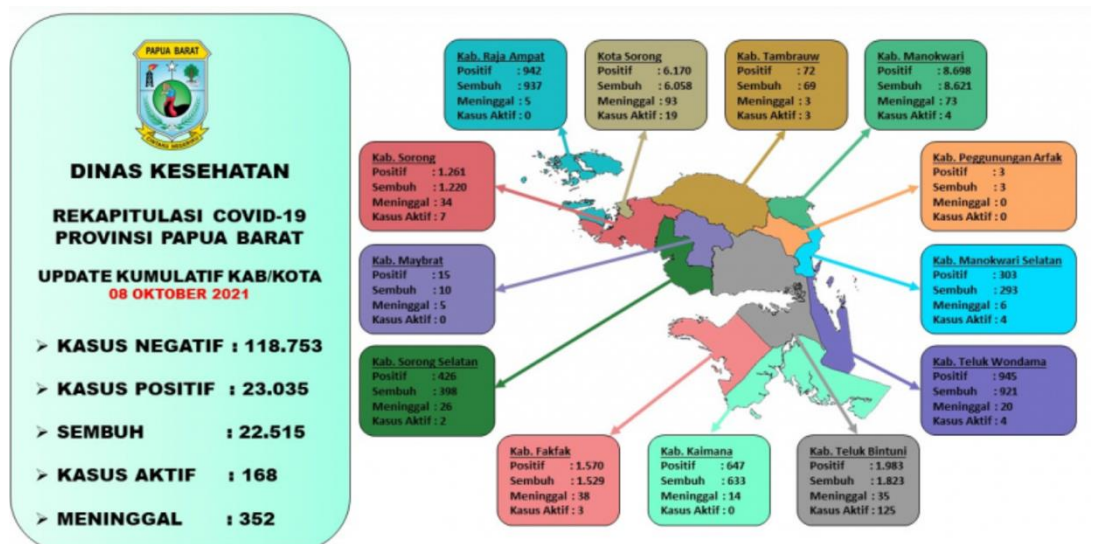 PAPUA BARAT
DINAS KESEHATAN
REKAPITULASI COVID-19
PROVINSI PAPUA BARAT
UPDATE KUMULATIF KAB/KOTA
08 OKTOBER 2021
➢ KASUS NEGATIF : 118.753
➢ KASUS POSITIF : 23.035
➢ SEMBUH : 22.515
➢ KASUS AKTIF : 168
➢ MENINGGAL : 352
Kab. Raja Ampat
Positif : 942
Sembuh : 937
Meninggal : 5
Kasus Aktif : 0
Kota Sorong
Positif : 6.170
Sembuh : 6.058
Meninggal : 93
Kasus Aktif : 19
Kab. Tambrauw
Positif : 72
Sembuh : 69
Meninggal : 3
Kasus Aktif : 3
Kab. Manokwari
Positif : 8.698
Sembuh : 8.621
Meninggal : 73
Kasus Aktif : 4
Kab. Sorong
Positif : 1.261
Sembuh : 1.220
Meninggal : 34
Kasus Aktif : 7
Kab. Peggunungan Arfak
Positif : 3
Sembuh : 3
Meninggal : 0
Kasus Aktif : 0
Kab. Maybrat
Positif : 15
Sembuh : 10
Meninggal : 5
Kasus Aktif : 0
Kab. Manokwari Selatan
Positif : 303
Sembuh : 293
Meninggal : 6
Kasus Aktif : 4
Kab. Sorong Selatan
Positif : 426
Sembuh : 398
Meninggal : 26
Kasus Aktif : 2
Kab. Teluk Wondama
Positif : 945
Sembuh : 921
Meninggal : 20
Kasus Aktif : 4
Kab. Fakfak
Positif : 1.570
Sembuh : 1.529
Meninggal : 38
Kasus Aktif : 3
Kab. Kaimana
Positif : 647
Sembuh : 633
Meninggal : 14
Kasus Aktif : 0
Kab. Teluk Bintuni
Positif : 1.983
Sembuh : 1.823
Meninggal : 35
Kasus Aktif : 125